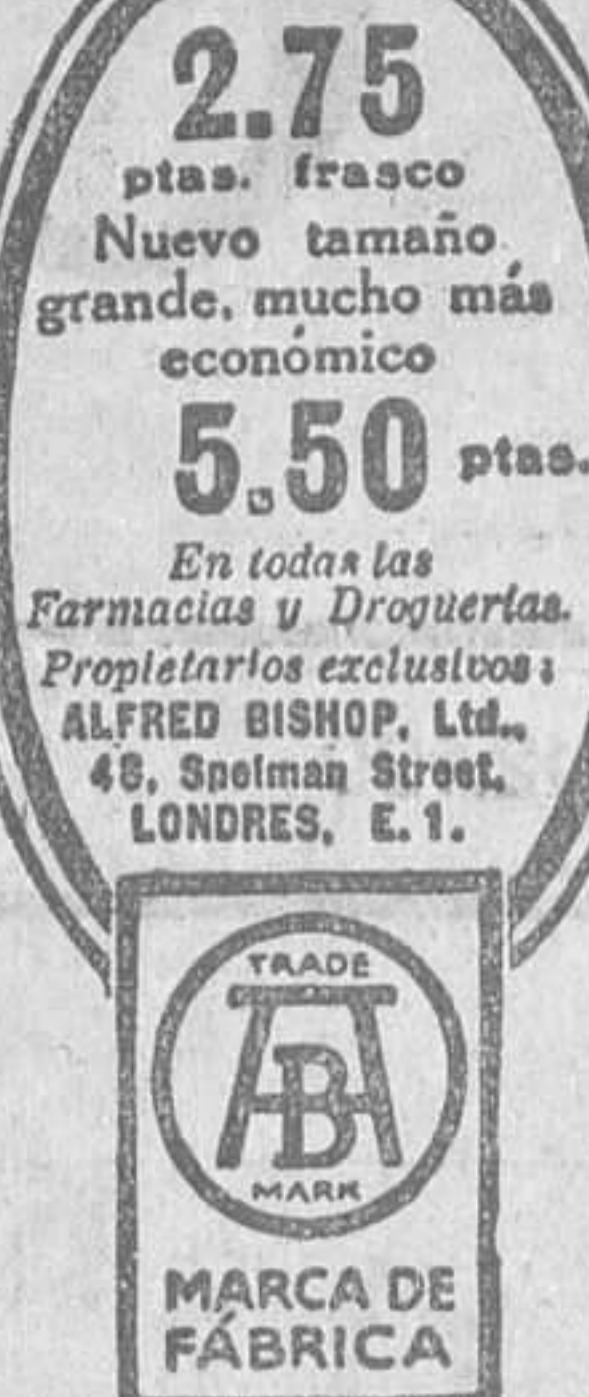 2.75
ptas. frasco
Nuevo tamaño
grande, mucho más
económico
5.50 ptas.
En todas las
Farmacias y Droguerías.
Propietarios exclusivos:
ALFRED BISHOP, Ltd.,
48, Spelman Street,
LONDRES, E. 1.
TRADE
AB
MARK
MARCA DE
FÁBRICA